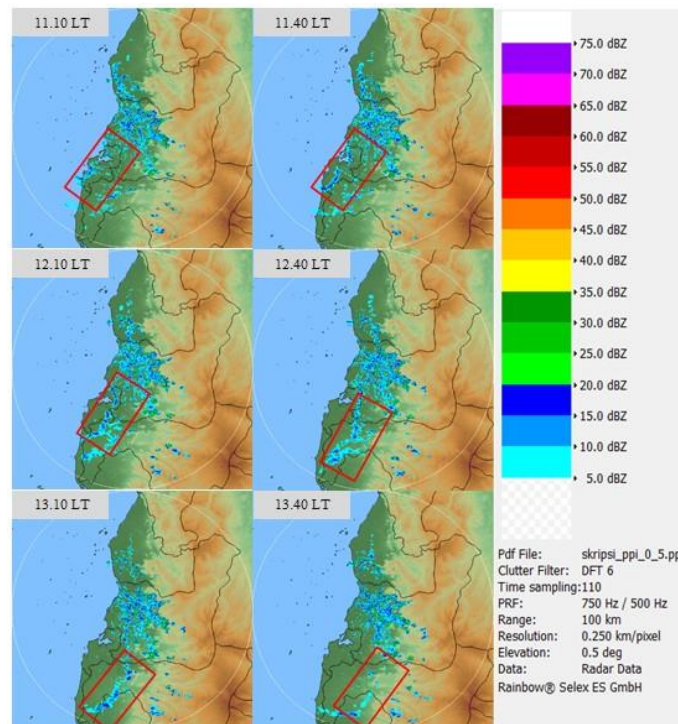 11.10 LT
11.40 LT
12.10 LT
12.40 LT
13.10 LT
13.40 LT
75.0 dBZ
70.0 dBZ
65.0 dBZ
60.0 dBZ
55.0 dBZ
50.0 dBZ
45.0 dBZ
40.0 dBZ
35.0 dBZ
30.0 dBZ
25.0 dBZ
20.0 dBZ
15.0 dBZ
10.0 dBZ
5.0 dBZ
Pdf File: skripsi_ppi_0_5.pp
Clutter Filter: DFT 6
Time sampling:110
PRF: 750 Hz / 500 Hz
Range: 100 km
Resolution: 0.250 km/pixel
Elevation: 0.5 deg
Data: Radar Data
Rainbow® Selex ES GmbH